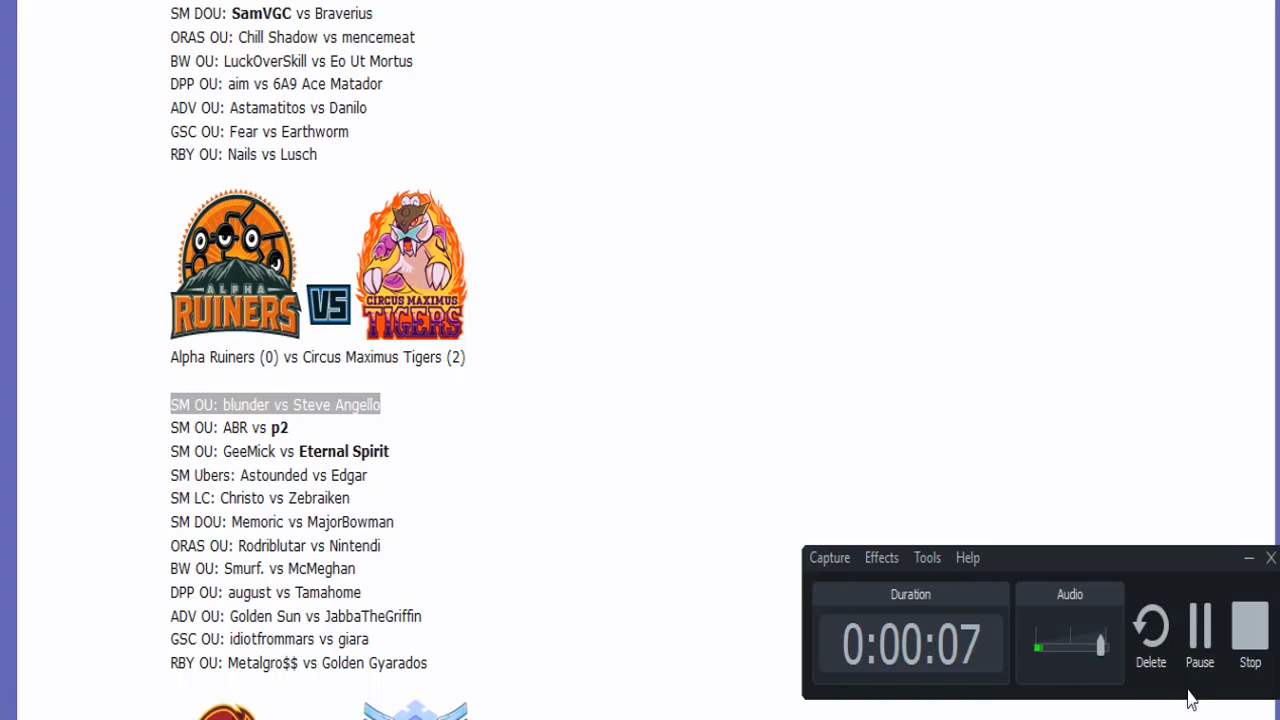 SM DOU: SamVGC vs Braverius
ORAS OU: Chill Shadow vs mencemeat
BW OU: LuckOverSkill vs Eo Ut Mortus
DPP OU: aim vs 6A9 Ace Matador
ADV OU: Astamatitos vs Danilo
GSC OU: Fear vs Earthworm
RBY OU: Nails vs Lusch
ALPHA
RUINERS
VS
CIRCUS MAXIMUS
TIGERS
Alpha Ruiners (0) vs Circus Maximus Tigers (2)
SM OU: blunder vs Steve Angello
SM OU: ABR vs p2
SM OU: GeeMick vs Eternal Spirit
SM Ubers: Astounded vs Edgar
SM LC: Christo vs Zebraiken
SM DOU: Memoric vs MajorBowman
ORAS OU: Rodriblutar vs Nintendi
BW OU: Smurf. vs McMeghan
DPP OU: august vs Tamahome
ADV OU: Golden Sun vs JabbaTheGriffin
GSC OU: idiotfrommars vs giara
RBY OU: Metalgro$$ vs Golden Gyarados
Capture Effects Tools Help
Duration Audio
0:00:07
Delete Pause Stop